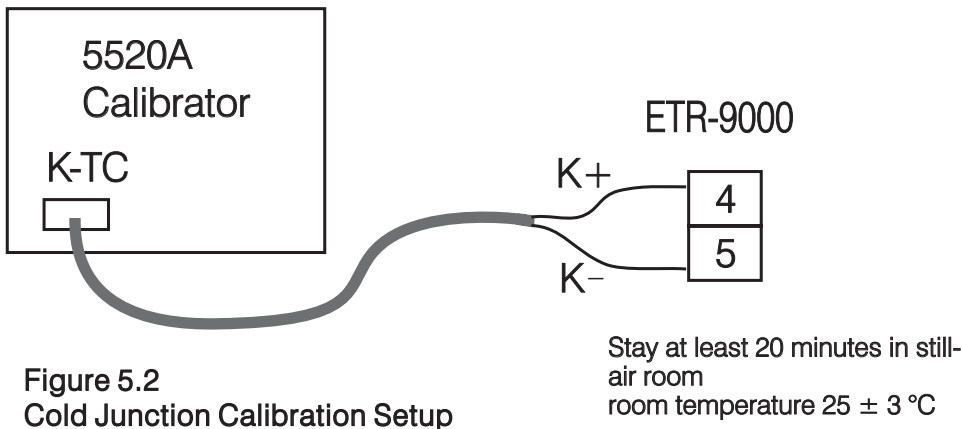 5520A
Calibrator
K-TC
ETR-9000
K+
4
5
K-
Stay at least 20 minutes in still-
air room
room temperature 25 ± 3 °C
Figure 5.2
Cold Junction Calibration Setup